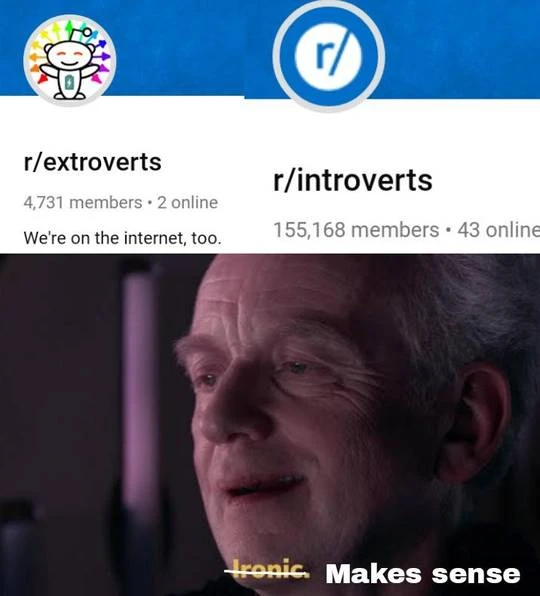 r/
r/extroverts
4,731 members • 2 online
We're on the internet, too.
r/introverts
155,168 members • 43 online
Ironic. Makes sense